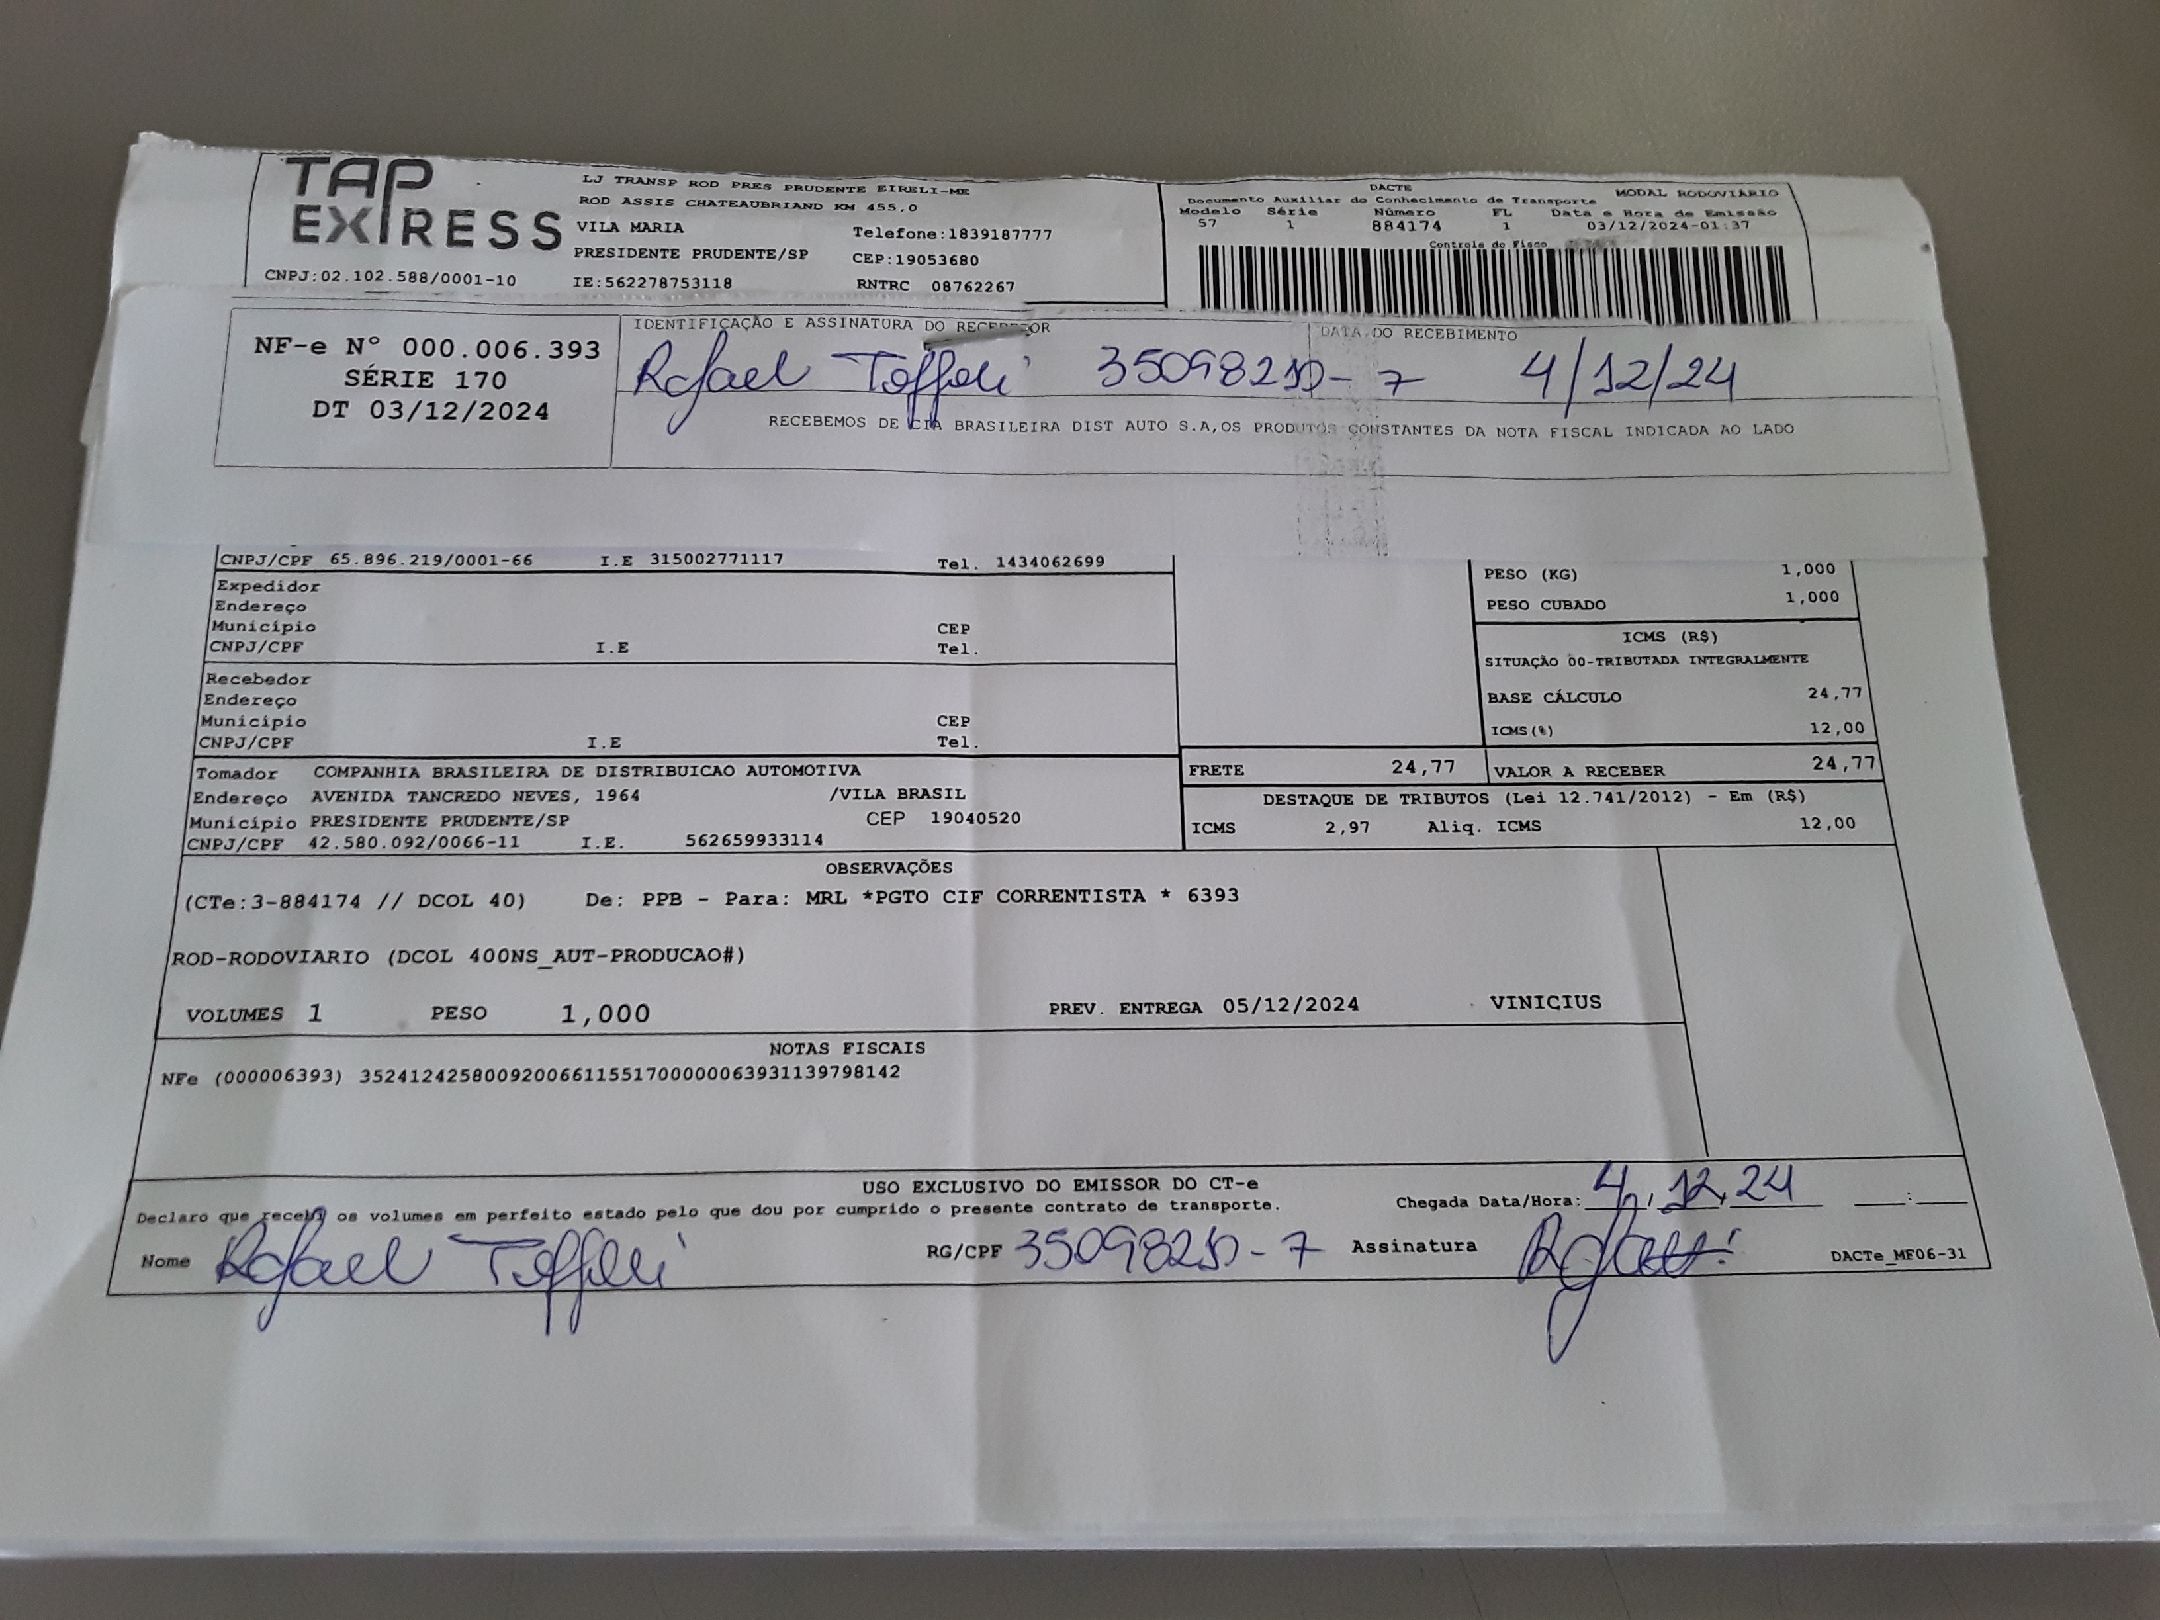 TAP
EXPRESS
CNPJ:02.102.588/0001-10
LJ TRANSP ROD PRES PRUDENTE EIRELI-ME
ROD ASSIS CHATEAUBRIAND KM 455,0
VILA MARIA Telefone:1839187777
PRESIDENTE PRUDENTE/SP CEP:19053680
IE:562278753118 RNTRC 08762267
DACTE MODAL RODOVIÁRIO
Documento Auxiliar do Conhecimento de Transporte
Modelo Série Número FL Data e Hora de Emissão
57 1 884174 1 03/12/2024-01:37
Controle do Fisco
NF-e Nº 000.006.393
SÉRIE 170
DT 03/12/2024
IDENTIFICAÇÃO E ASSINATURA DO RECEBEDOR DATA DO RECEBIMENTO
Rafael Toffoli 4/12/24
RECEBEMOS DE CIA BRASILEIRA DIST AUTO S.A,OS PRODUTOS CONSTANTES DA NOTA FISCAL INDICADA AO LADO
CNPJ/CPF 65.896.219/0001-66 I.E 315002771117 Tel. 1434062699
Expedidor
Endereço
Município CEP
CNPJ/CPF I.E Tel.
Recebedor
Endereço
Município CEP
CNPJ/CPF I.E Tel.
PESO (KG) 1,000
PESO CUBADO 1,000
ICMS (R$)
SITUAÇÃO 00-TRIBUTADA INTEGRALMENTE
BASE CÁLCULO 24,77
ICMS(%) 12,00
Tomador COMPANHIA BRASILEIRA DE DISTRIBUICAO AUTOMOTIVA
Endereço AVENIDA TANCREDO NEVES, 1964 /VILA BRASIL
Município PRESIDENTE PRUDENTE/SP CEP 19040520
CNPJ/CPF 42.580.092/0066-11 I.E. 562659933114
FRETE 24,77 VALOR A RECEBER 24,77
DESTAQUE DE TRIBUTOS (Lei 12.741/2012) - Em (R$)
ICMS 2,97 Aliq. ICMS 12,00
OBSERVAÇÕES
(CTe:3-884174 // DCOL 40) De: PPB - Para: MRL *PGTO CIF CORRENTISTA * 6393
ROD-RODOVIARIO (DCOL 400NS_AUT-PRODUCAO#)
VOLUMES 1 PESO 1,000 PREV. ENTREGA 05/12/2024 VINICIUS
NOTAS FISCAIS
NFe (000006393) 35241242580092006611551700000063931139798142
USO EXCLUSIVO DO EMISSOR DO CT-e
Declaro que recebi os volumes em perfeito estado pelo que dou por cumprido o presente contrato de transporte. Chegada Data/Hora: 4/12/24 __:__
Nome Rafael Toffoli RG/CPF Assinatura DACTe_MF06-31